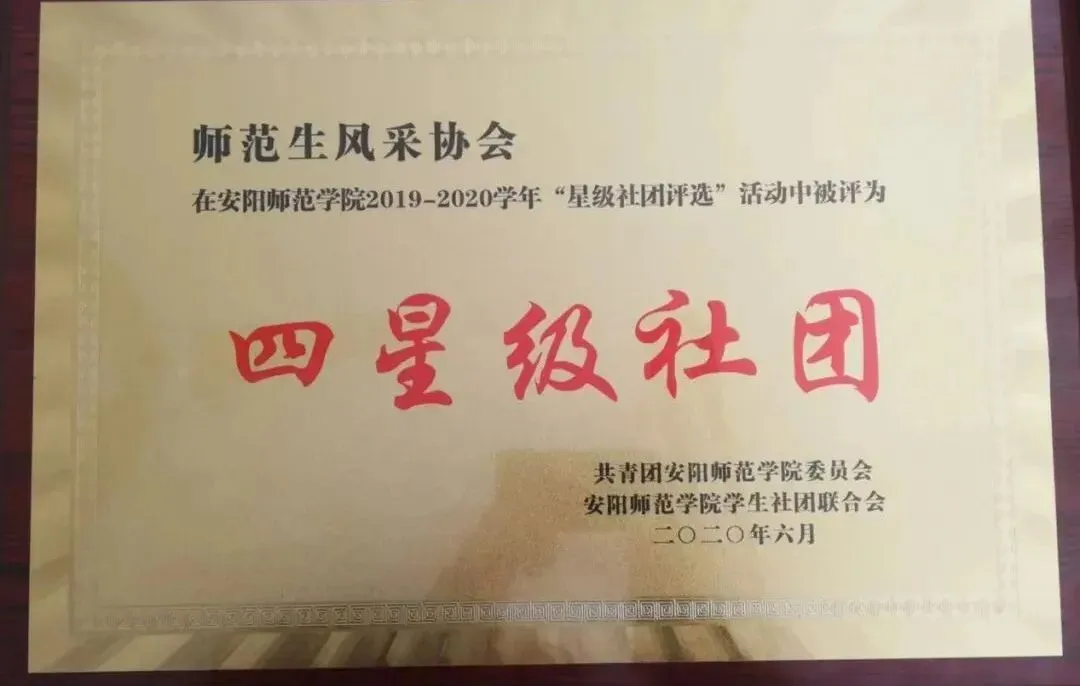 师范生风采协会
在安阳师范学院2019-2020学年“星级社团评选”活动中被评为
四星级社团
共青团安阳师范学院委员会
安阳师范学院学生社团联合会
二〇二〇年六月